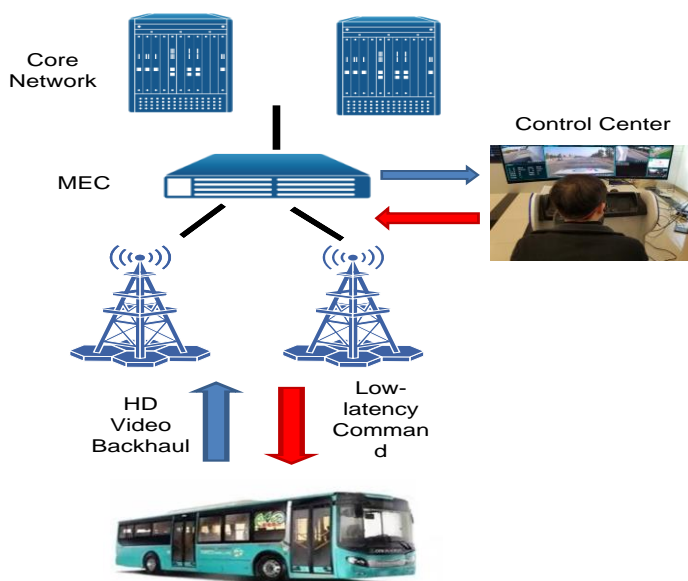 Core
Network
Control Center
MEC
HD
Video
Backhaul
Low-
latency
Comman
d